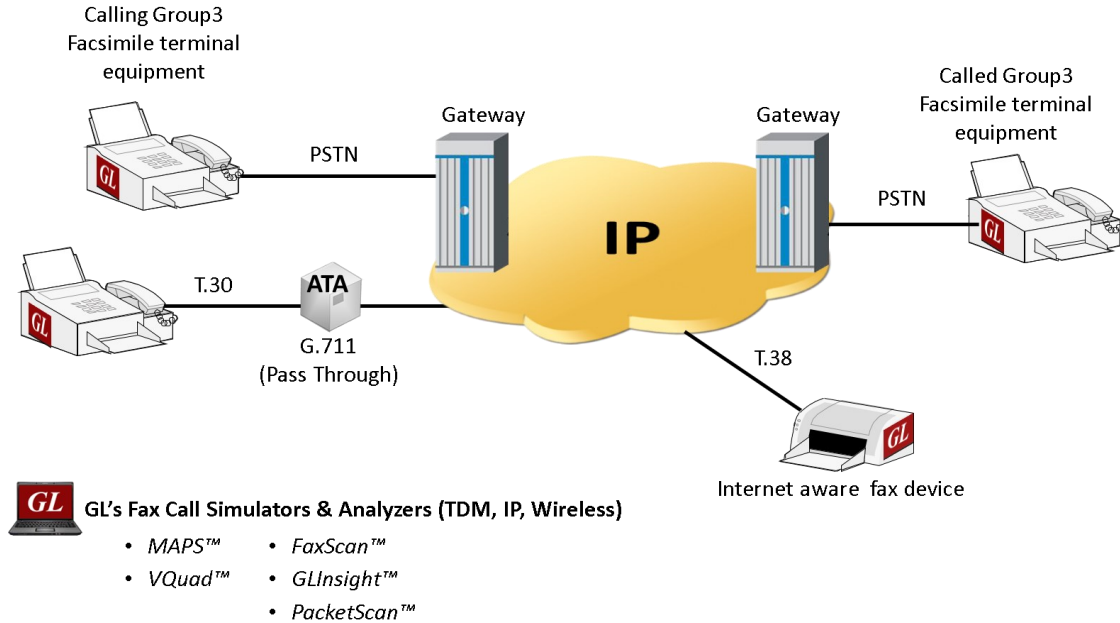 Calling Group3
Facsimile terminal
equipment
Called Group3
Facsimile terminal
equipment
Gateway
Gateway
PSTN
GL
PSTN
GL
IP
T.30
ATA
GL
G.711
(Pass Through)
T.38
GL
Internet aware fax device
GL
GL's Fax Call Simulators & Analyzers (TDM, IP, Wireless)
• MAPS™
• VQuad™
• FaxScan™
• GLInsight™
• PacketScan™